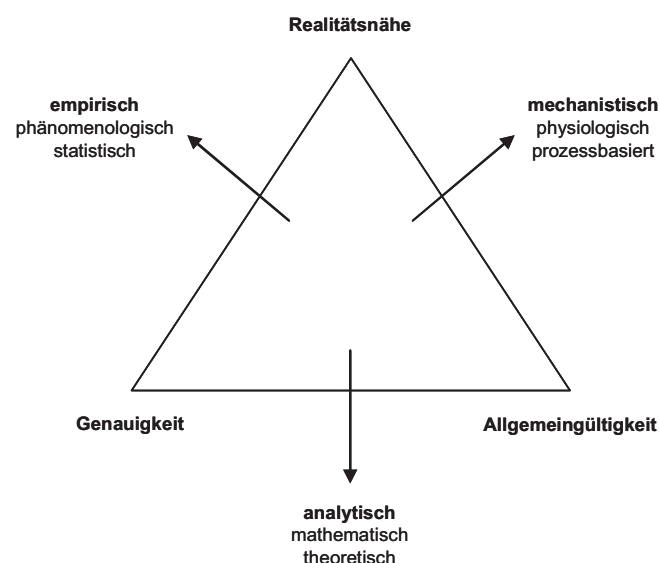 Realitätsnähe
empirisch
phänomenologisch
statistisch
mechanistisch
physiologisch
prozessbasiert
Genauigkeit
Allgemeingültigkeit
analytisch
mathematisch
theoretisch